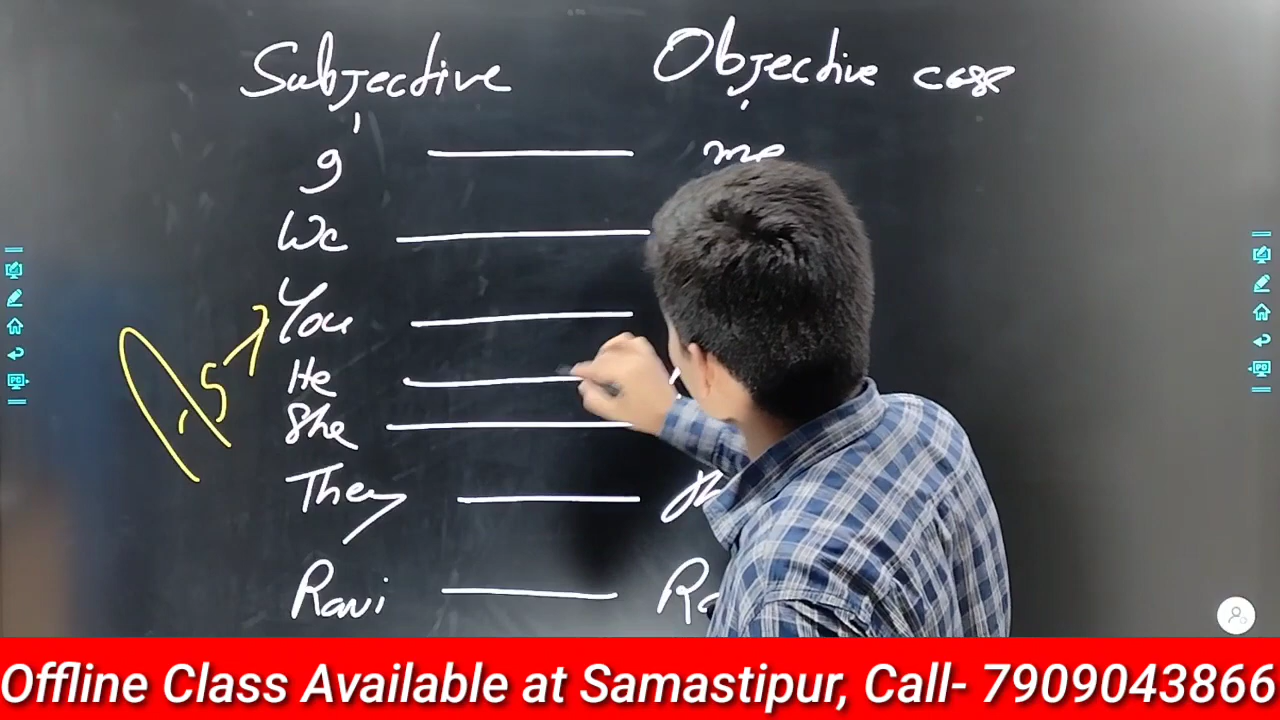 Subjective Objective case
I me
We
You
He
She
They
Ravi
Offline Class Available at Samastipur, Call- 7909043866